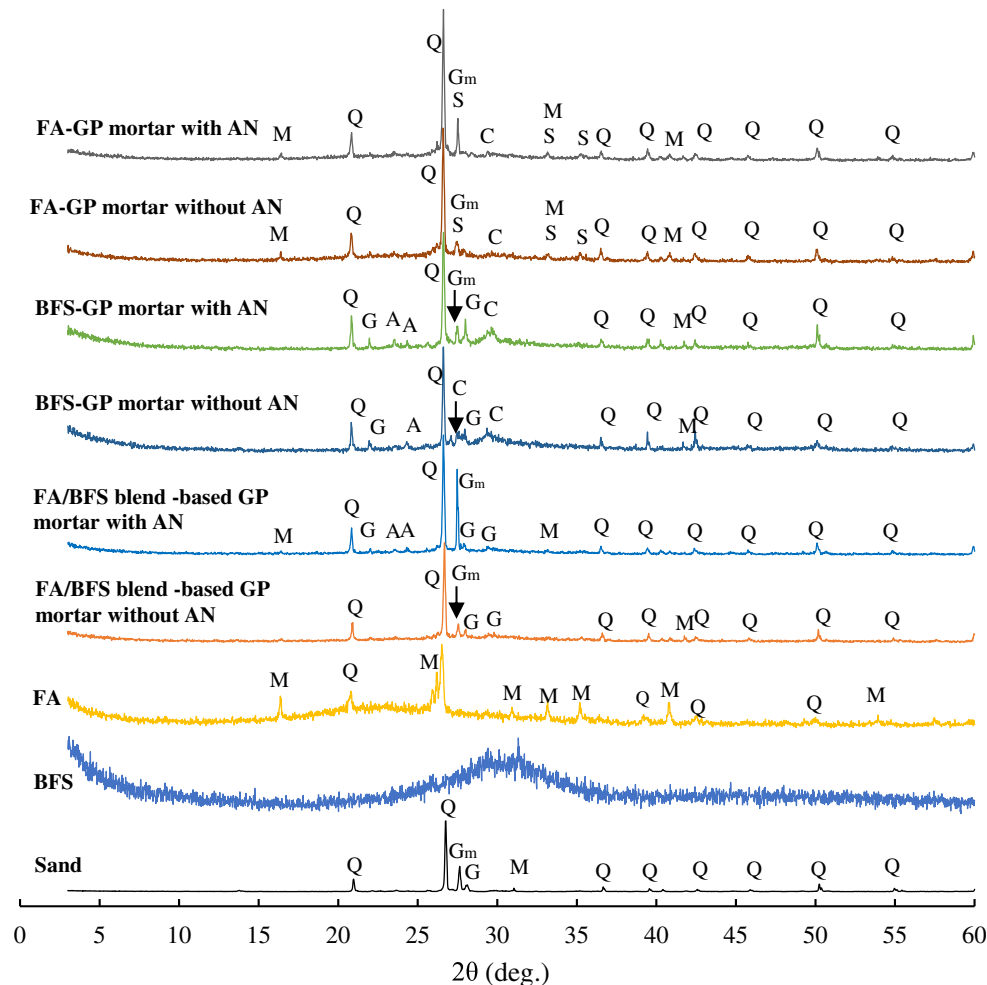 Q
Gm
S
M
S
FA-GP mortar with AN
M
Q
C
S
Q
Q
M
Q
Q
Q
Q
FA-GP mortar without AN
M
Q
Q
Gm
S
C
M
S
S
Q
Q
M
Q
Q
Q
Q
BFS-GP mortar with AN
Q
G
A
A
Q
Gm
G
C
Q
Q
M
Q
Q
Q
Q
BFS-GP mortar without AN
Q
G
A
Q
C
G
C
Q
Q
M
Q
Q
Q
Q
FA/BFS blend -based GP
mortar with AN
M
Q
G
A
A
Q
Gm
G
G
M
Q
Q
Q
Q
Q
Q
FA/BFS blend -based GP
mortar without AN
Q
Q
Gm
G
G
Q
Q
M
Q
Q
Q
Q
FA
M
Q
M
M
M
M
Q
M
Q
Q
M
BFS
Sand
Q
Q
Gm
G
M
Q
Q
Q
Q
Q
Q
0 5 10 15 20 25 30 35 40 45 50 55 60
2θ (deg.)